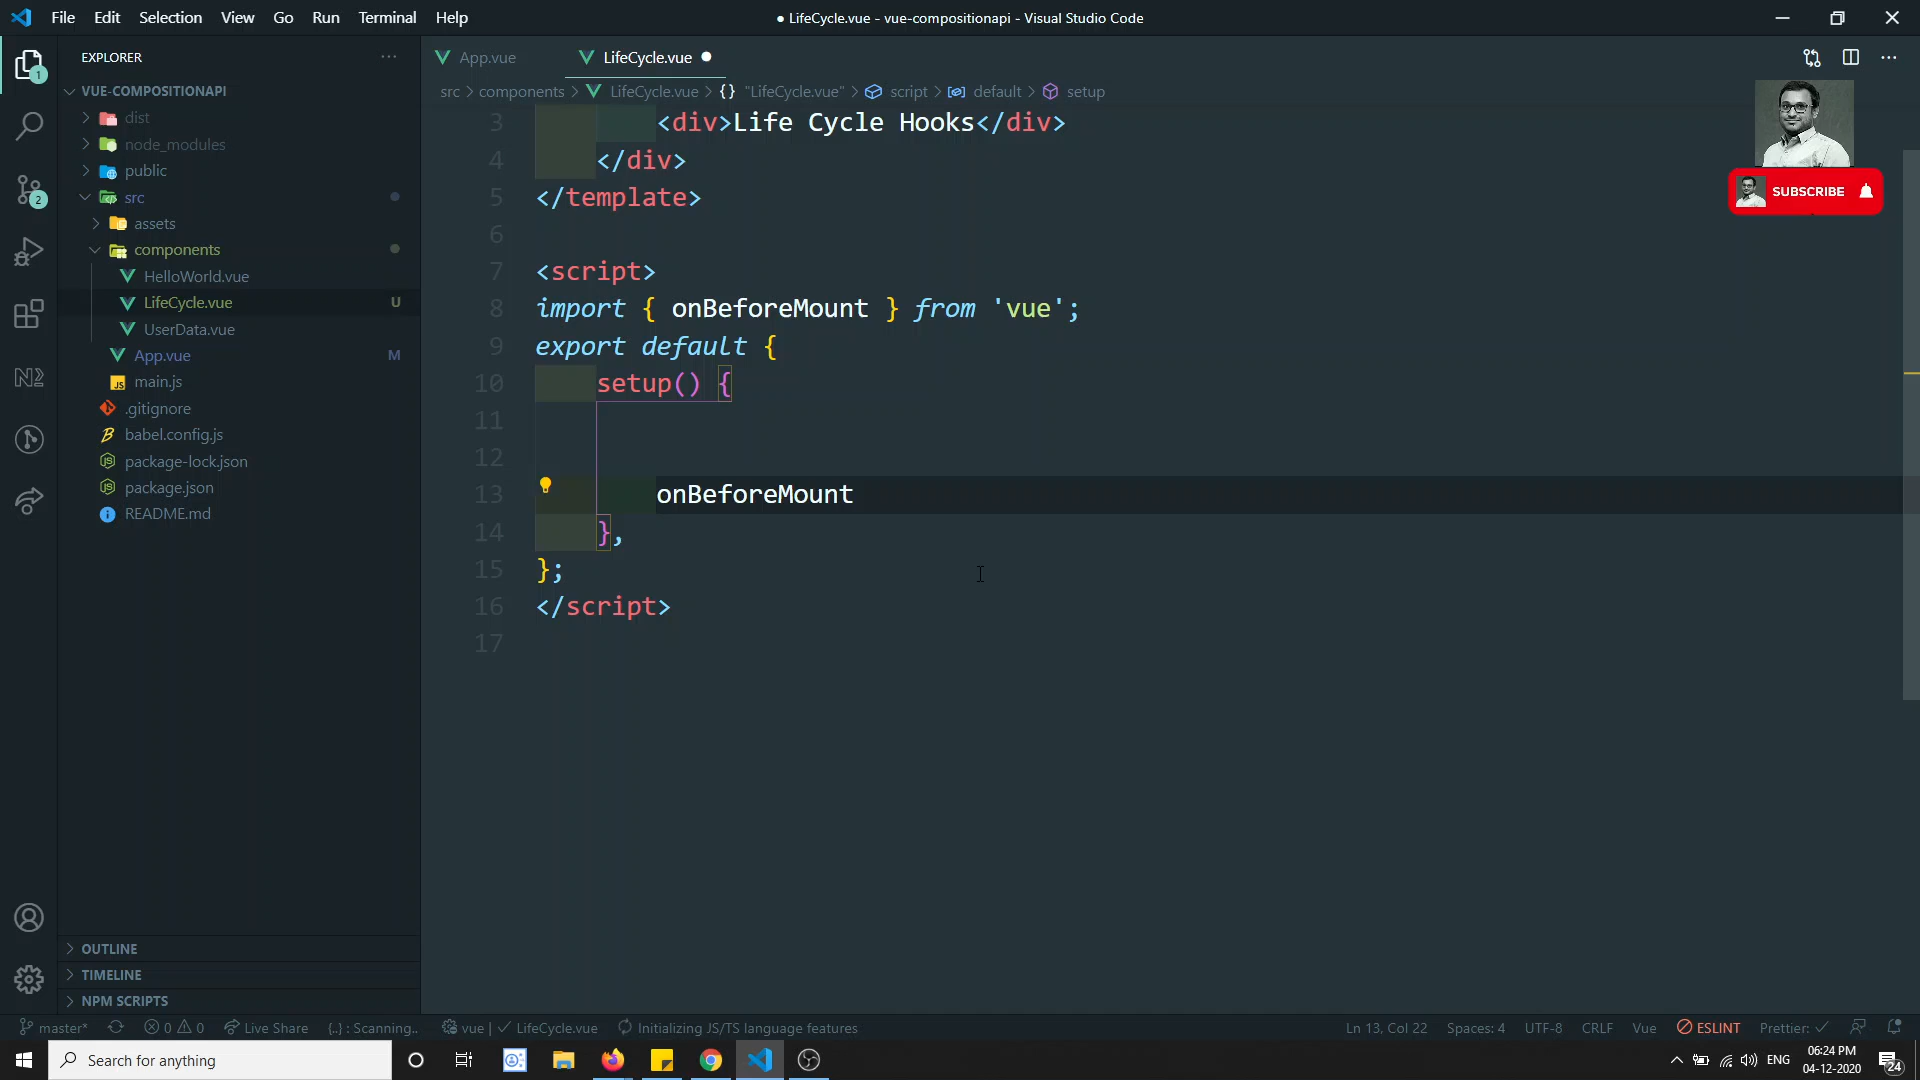 File Edit Selection View Go Run Terminal Help
● LifeCycle.vue - vue-compositionapi - Visual Studio Code
EXPLORER
App.vue
LifeCycle.vue
VUE-COMPOSITIONAPI
src > components > LifeCycle.vue > {} "LifeCycle.vue" > script > default > setup
dist
node_modules
public
src
assets
components
HelloWorld.vue
LifeCycle.vue U
UserData.vue
App.vue M
main.js
.gitignore
babel.config.js
package-lock.json
package.json
README.md
1
2
3 <div>Life Cycle Hooks</div>
4 </div>
5 </template>
6
7 <script>
8 import { onBeforeMount } from 'vue';
9 export default {
10 setup() {
11
12
13 onBeforeMount
14 },
15 };
16 </script>
17
SUBSCRIBE
OUTLINE
TIMELINE
NPM SCRIPTS
master* 0 0 Live Share {..} : Scanning.. vue | ✓ LifeCycle.vue Initializing JS/TS language features
Ln 13, Col 22 Spaces: 4 UTF-8 CRLF Vue ESLINT Prettier: ✓
Search for anything
ENG
06:24 PM
04-12-2020
24